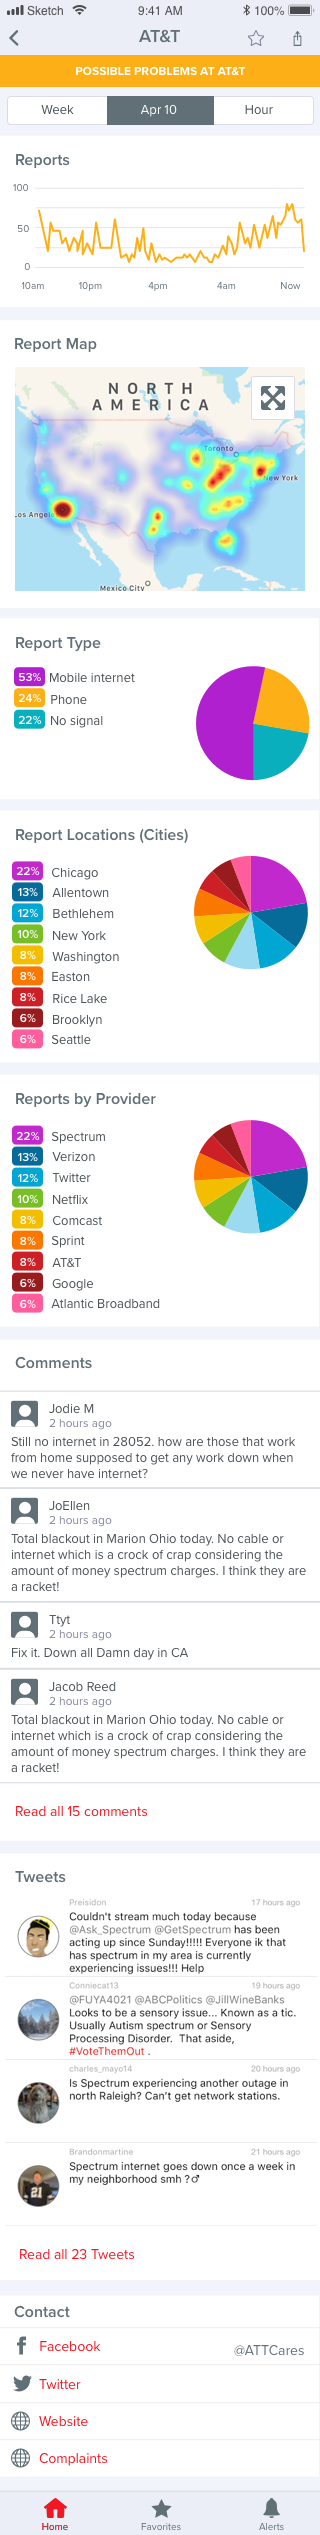 Sketch 9:41 AM 100%
AT&T
POSSIBLE PROBLEMS AT AT&T
Week Apr 10 Hour
Reports
100
50
0
10am 10pm 4pm 4am Now
Report Map
NORTH
AMERICA
Toronto
New York
Los Angele
Mexico City
Report Type
53% Mobile internet
24% Phone
22% No signal
Report Locations (Cities)
22% Chicago
13% Allentown
12% Bethlehem
10% New York
8% Washington
8% Easton
8% Rice Lake
6% Brooklyn
6% Seattle
Reports by Provider
22% Spectrum
13% Verizon
12% Twitter
10% Netflix
8% Comcast
8% Sprint
8% AT&T
6% Google
6% Atlantic Broadband
Comments
Jodie M
2 hours ago
Still no internet in 28052. how are those that work
from home supposed to get any work down when
we never have internet?
JoEllen
2 hours ago
Total blackout in Marion Ohio today. No cable or
internet which is a crock of crap considering the
amount of money spectrum charges. I think they are
a racket!
Ttyt
2 hours ago
Fix it. Down all Damn day in CA
Jacob Reed
2 hours ago
Total blackout in Marion Ohio today. No cable or
internet which is a crock of crap considering the
amount of money spectrum charges. I think they are
a racket!
Read all 15 comments
Tweets
Preisidon 17 hours ago
Couldn't stream much today because
@Ask_Spectrum @GetSpectrum has been
acting up since Sunday!!!!! Everyone ik that
has spectrum in my area is currently
experiencing issues!!! Help
Conniecat13 19 hours ago
@FUYA4021 @ABCPolitics @JillWineBanks
Looks to be a sensory issue... Known as a tic.
Usually Autism spectrum or Sensory
Processing Disorder. That aside,
#VoteThemOut .
charles_mayo14 20 hours ago
Is Spectrum experiencing another outage in
north Raleigh? Can't get network stations.
Brandonmartine 21 hours ago
Spectrum internet goes down once a week in
my neighborhood smh ?♂
Read all 23 Tweets
Contact
Facebook @ATTCares
Twitter
Website
Complaints
Home Favorites Alerts